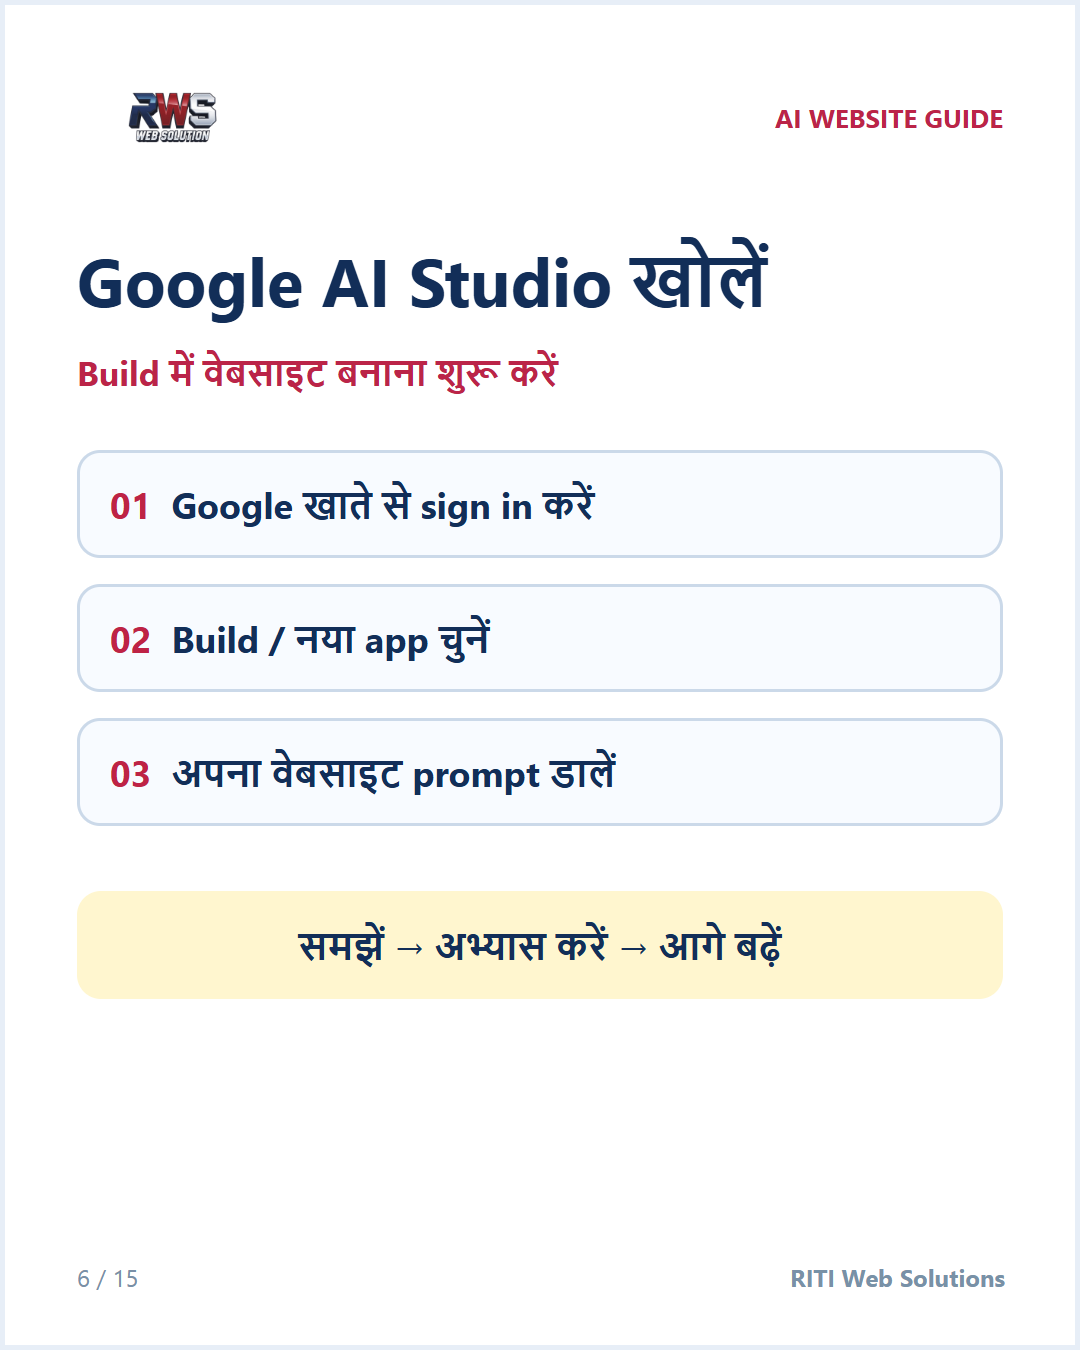 RWS
WEB SOLUTION
AI WEBSITE GUIDE
Google AI Studio खोलें
Build में वेबसाइट बनाना शुरू करें
01 Google खाते से sign in करें
02 Build / नया app चुनें
03 अपना वेबसाइट prompt डालें
समझें → अभ्यास करें → आगे बढ़ें
6 / 15
RITI Web Solutions